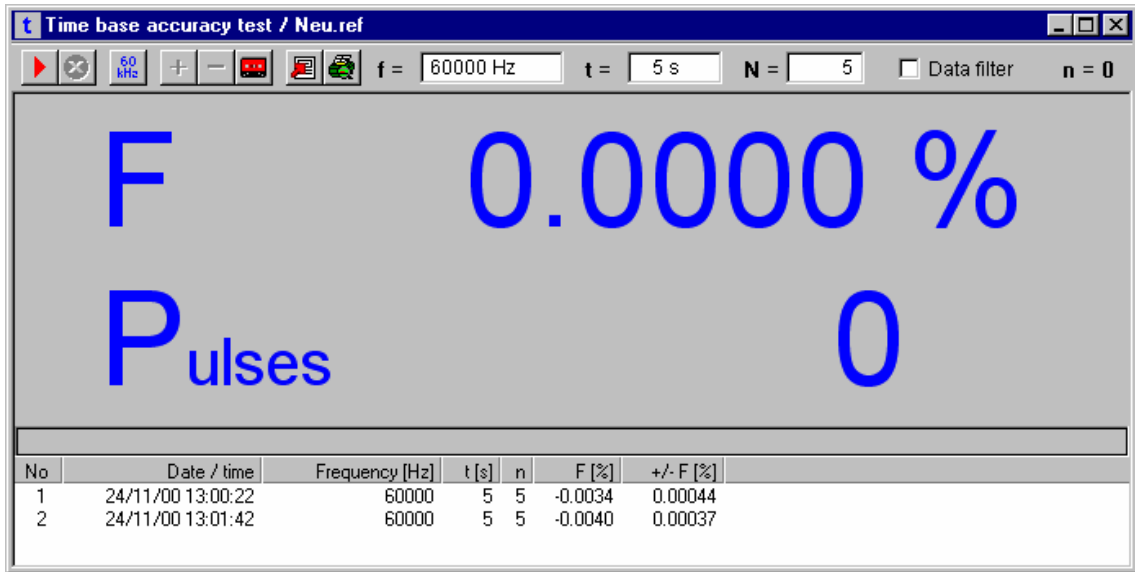 t Time base accuracy test / Neu.ref
60 kHz f = 60000 Hz t = 5 s N = 5 Data filter n = 0
F 0.0000 %
Pulses 0
No Date / time Frequency [Hz] t [s] n F [%] +/- F [%]
1 24/11/00 13:00:22 60000 5 5 -0.0034 0.00044
2 24/11/00 13:01:42 60000 5 5 -0.0040 0.00037